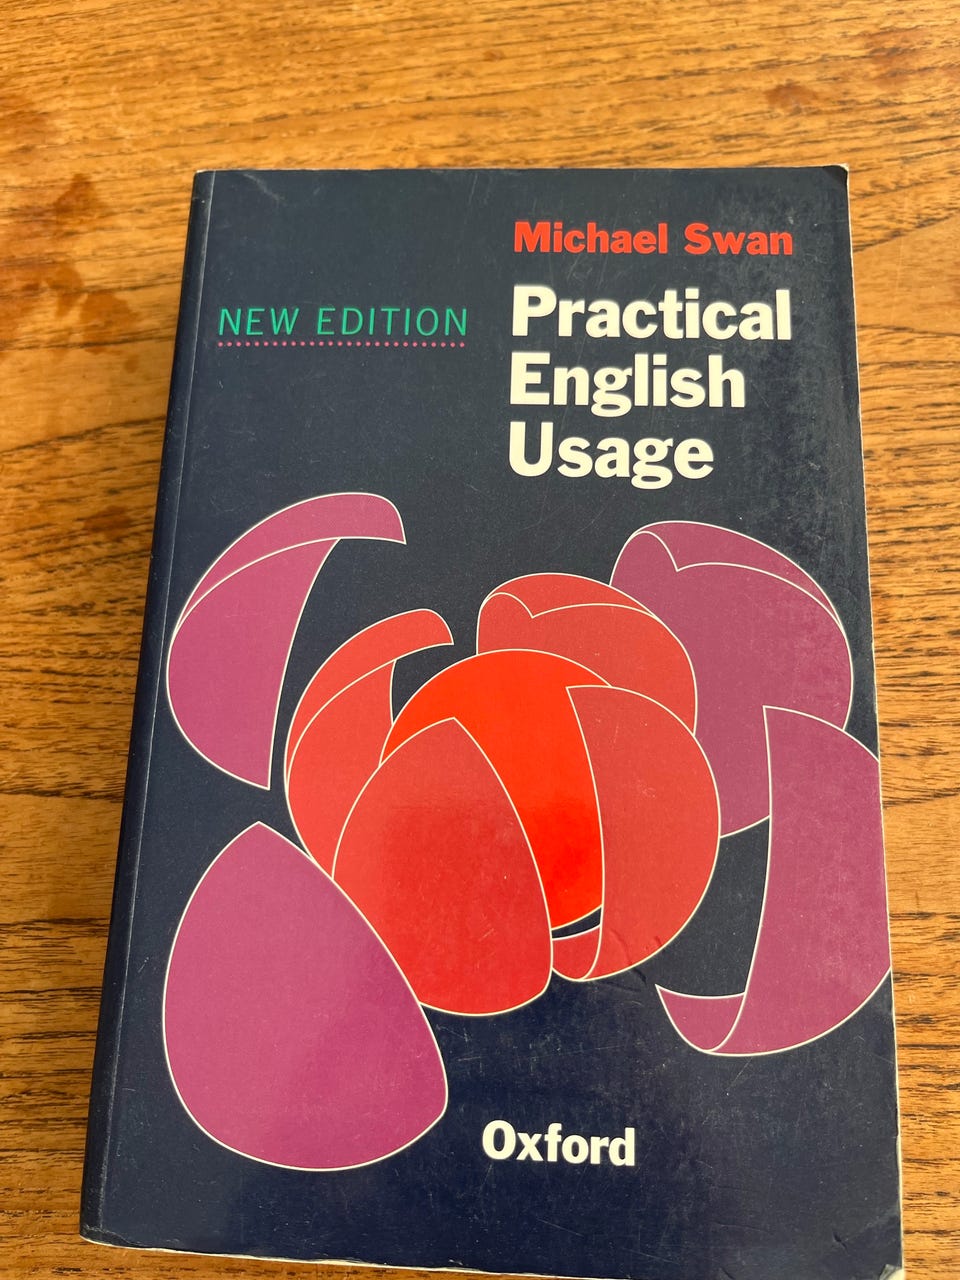 Michael Swan
NEW EDITION
Practical
English
Usage
Oxford